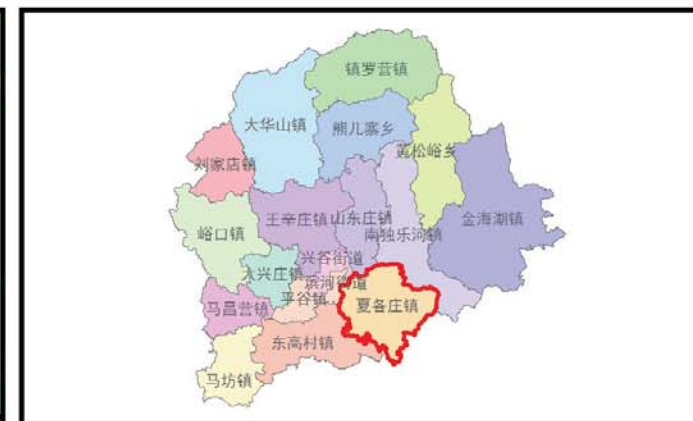 镇罗营镇
大华山镇
熊儿寨乡
黄松峪乡
刘家店镇
峪口镇
王辛庄镇
山东庄镇
南独乐河镇
金海湖镇
兴谷街道
大兴庄镇
滨河街道
平谷镇
马昌营镇
夏各庄镇
东高村镇
马坊镇